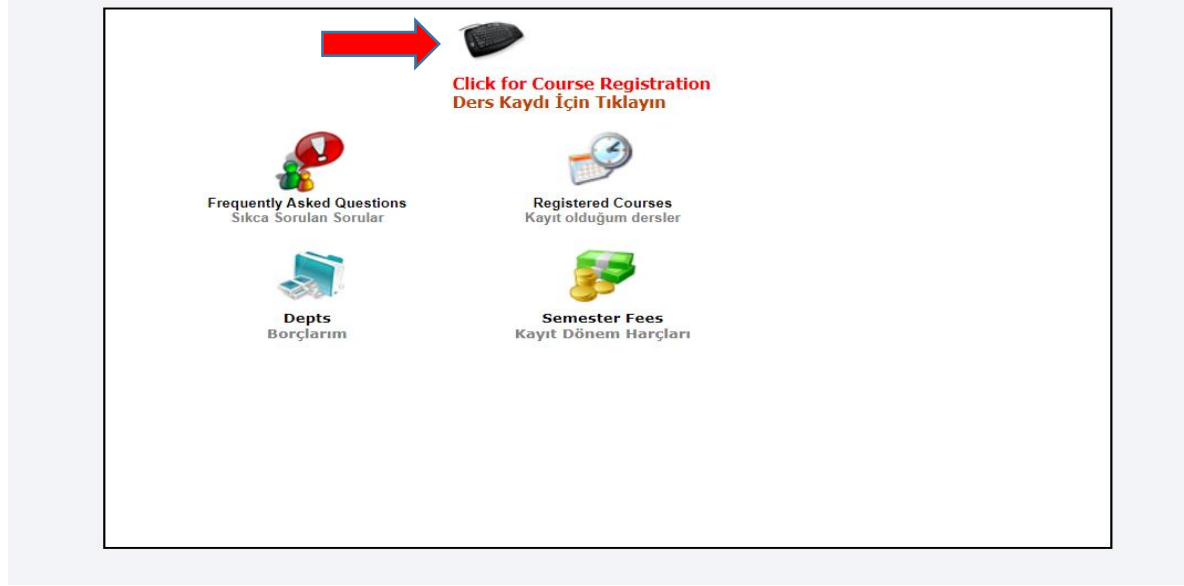 Click for Course Registration
Ders Kaydı İçin Tıklayın
Frequently Asked Questions
Sıkca Sorulan Sorular
Registered Courses
Kayıt olduğum dersler
Depts
Borçlarım
Semester Fees
Kayıt Dönem Harçları